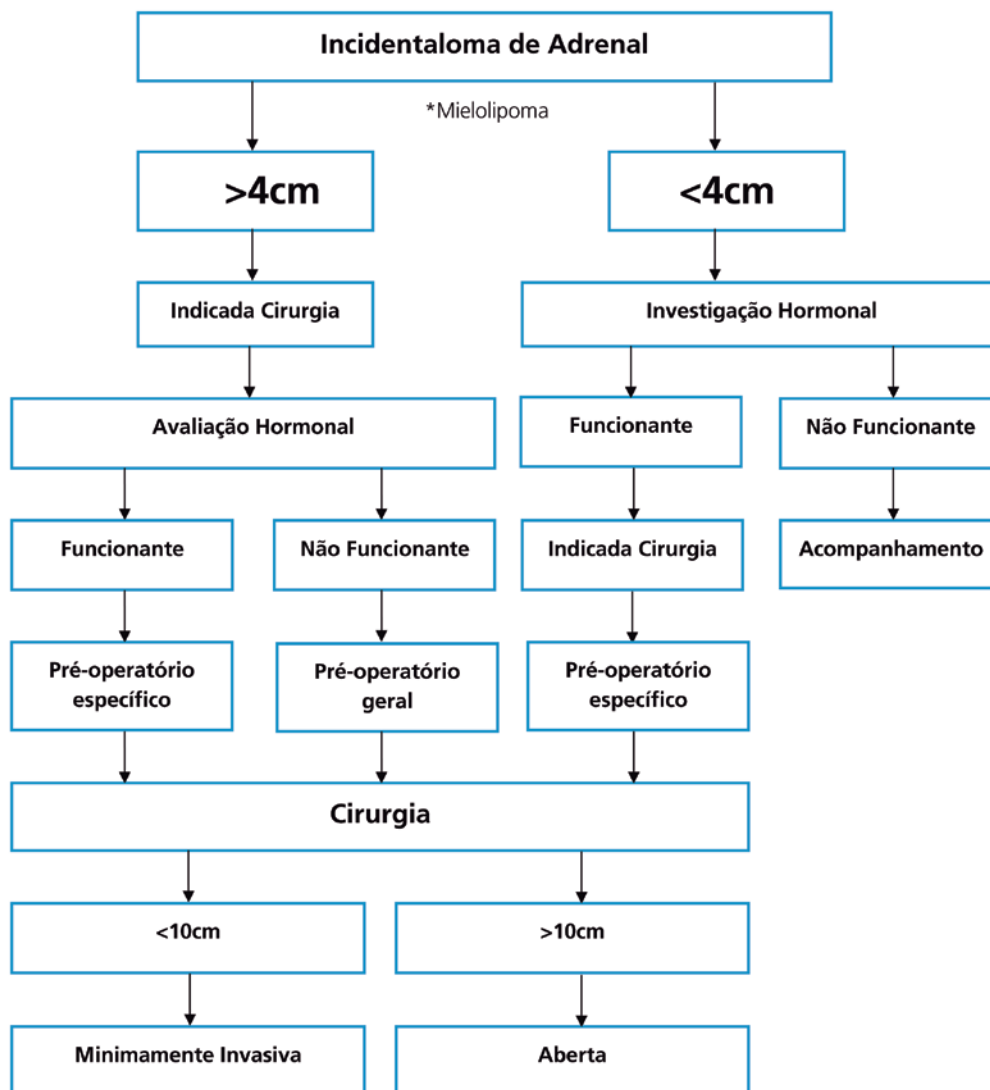 Incidentaloma de Adrenal
*Mielolipoma
>4cm
<4cm
Indicada Cirurgia
Investigação Hormonal
Avaliação Hormonal
Funcionante
Não Funcionante
Funcionante
Não Funcionante
Indicada Cirurgia
Acompanhamento
Pré-operatório
específico
Pré-operatório
geral
Pré-operatório
específico
Cirurgia
<10cm
>10cm
Minimamente Invasiva
Aberta